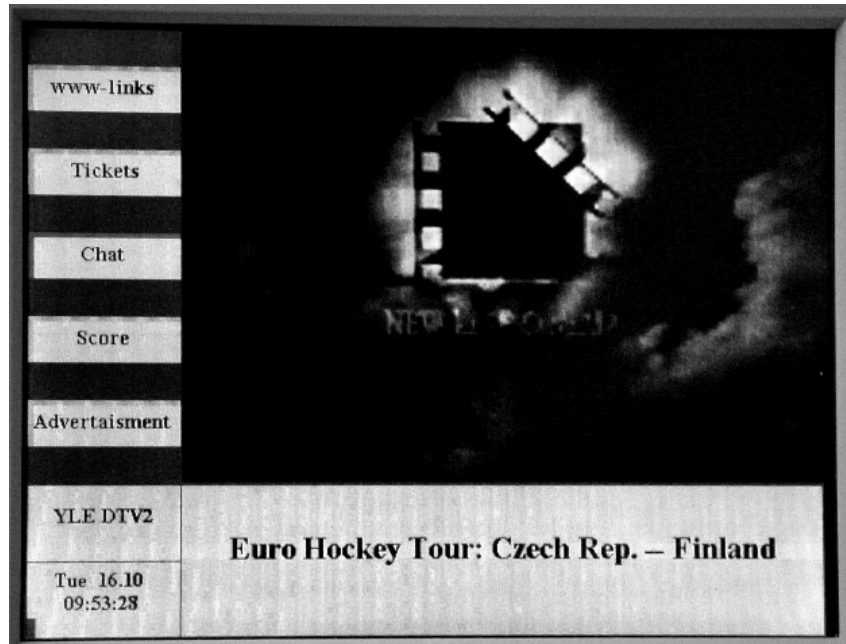 www-links
Tickets
Chat
Score
Advertaisment
YLE DTV2
Tue 16.10
09:53:28
NEW
Euro Hockey Tour: Czech Rep. – Finland